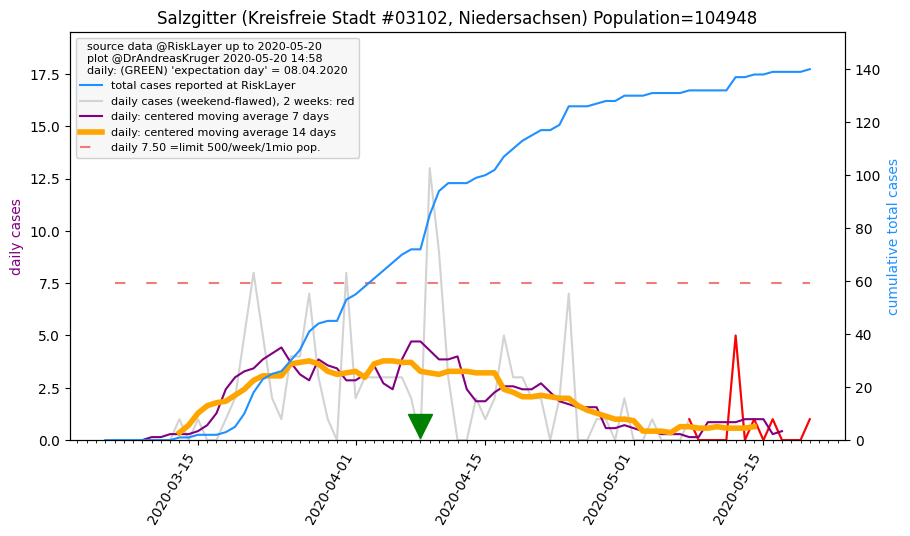 Salzgitter (Kreisfreie Stadt #03102, Niedersachsen) Population=104948
source data @RiskLayer up to 2020-05-20
plot @DrAndreasKruger 2020-05-20 14:58
daily: (GREEN) 'expectation day' = 08.04.2020
total cases reported at RiskLayer
daily cases (weekend-flawed), 2 weeks: red
daily: centered moving average 7 days
daily: centered moving average 14 days
daily 7.50 =limit 500/week/1mio pop.
daily cases
17.5
15.0
12.5
10.0
7.5
5.0
2.5
0.0
140
120
100
80
60
40
20
0
cumulative total cases
2020-03-15
2020-04-01
2020-04-15
2020-05-01
2020-05-15